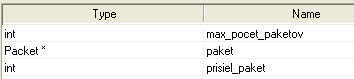 Type Name
int max_pocet_paketov
Packet * paket
int prisiel_paket